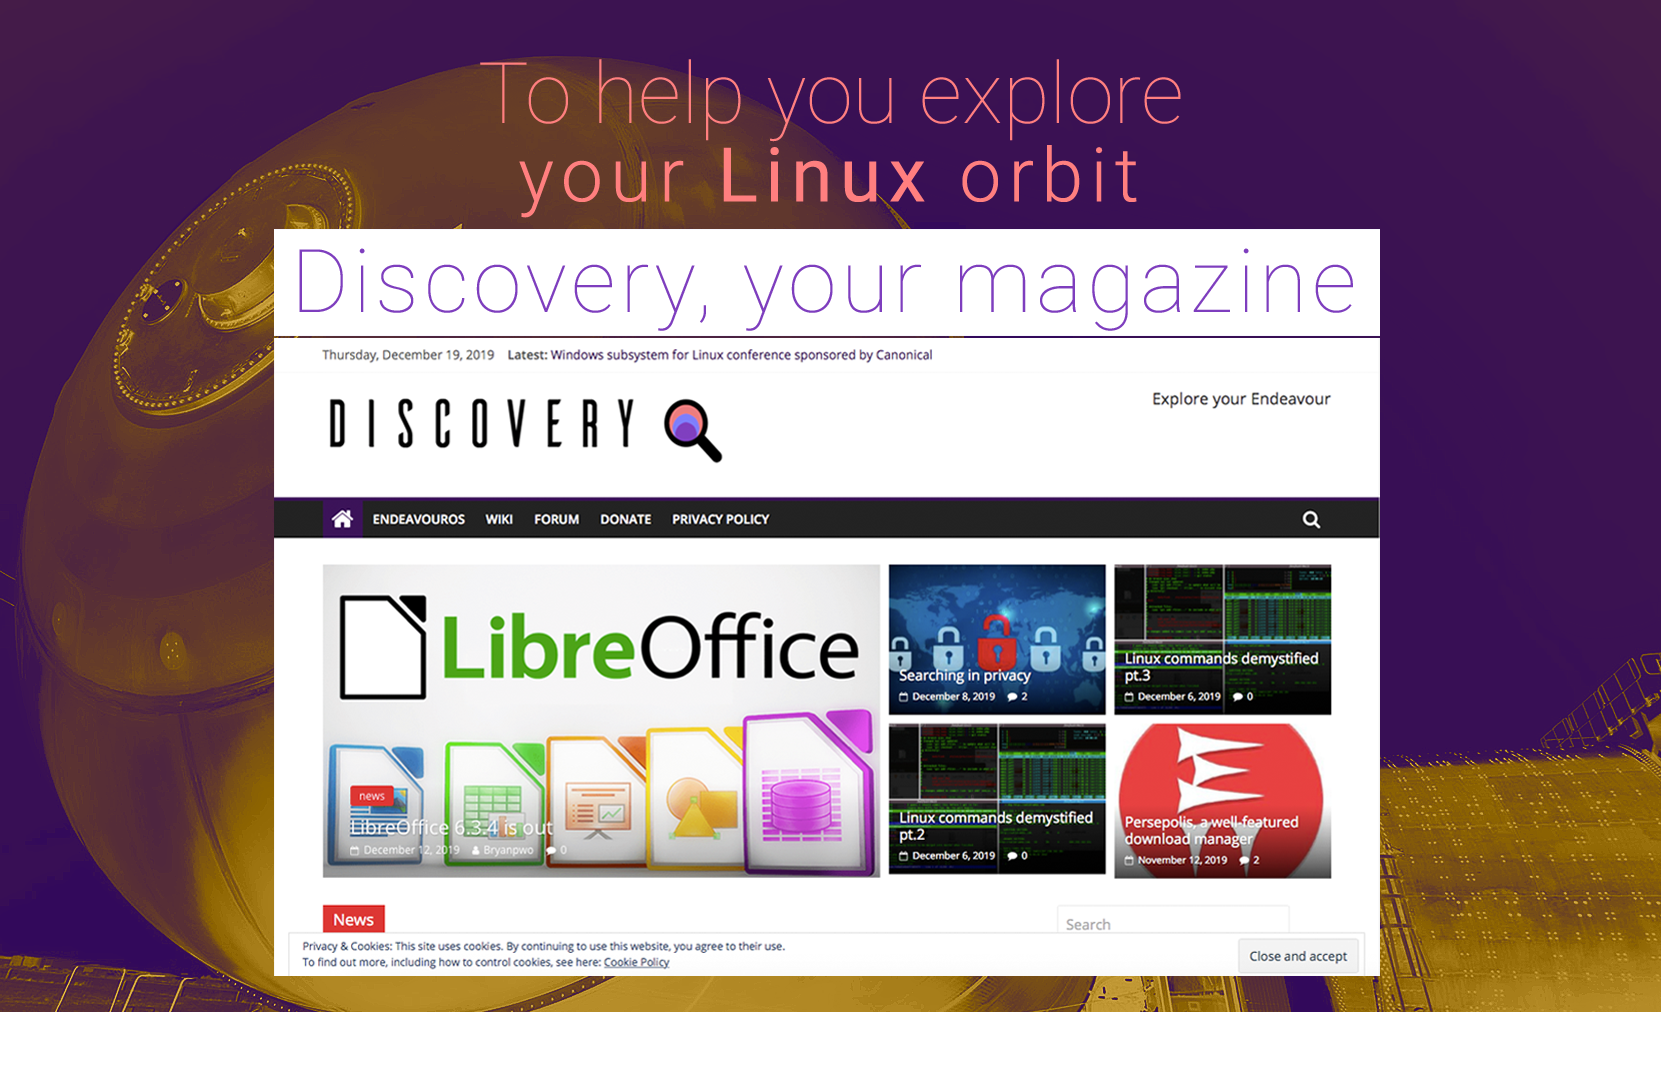 To help you explore
your Linux orbit
Discovery, your magazine
Thursday, December 19, 2019 Latest: Windows subsystem for Linux conference sponsored by Canonical
DISCOVERY
Explore your Endeavour
ENDEAVOUROS WIKI FORUM DONATE PRIVACY POLICY
LibreOffice
news
LibreOffice 6.3.4 is out
December 12, 2019 Bryanpwo 0
Searching in privacy
December 8, 2019 2
Linux commands demystified
pt.3
December 6, 2019 0
Linux commands demystified
pt.2
December 6, 2019 0
Persepolis, a well-featured
download manager
November 12, 2019 2
News
Search
Privacy & Cookies: This site uses cookies. By continuing to use this website, you agree to their use.
To find out more, including how to control cookies, see here: Cookie Policy
Close and accept